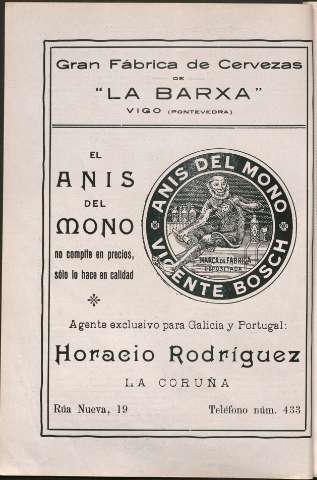 Gran Fábrica de Cervezas
DE
"LA BARXA"
VIGO (PONTEVEDRA)
EL
ANIS
DEL
MONO
no compite en precios,
sólo lo hace en calidad
ANIS DEL MONO
MARCA DE FÁBRICA
DEPOSITADA
VICENTE BOSCH
Agente exclusivo para Galicia y Portugal:
Horacio Rodríguez
LA CORUÑA
Rúa Nueva, 19 Teléfono núm. 433